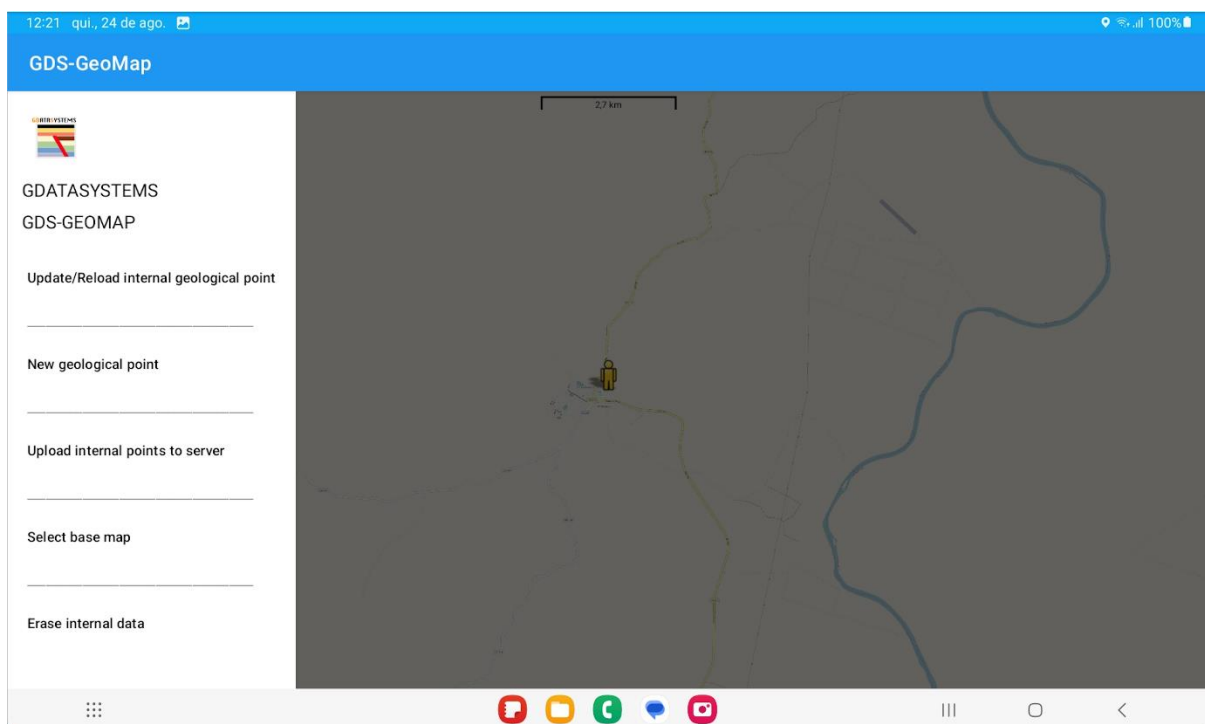 12:21 qui., 24 de ago. 100%
GDS-GeoMap
2,7 km
GDATASYSTEMS
GDATASYSTEMS
GDS-GEOMAP
Update/Reload internal geological point
New geological point
Upload internal points to server
Select base map
Erase internal data